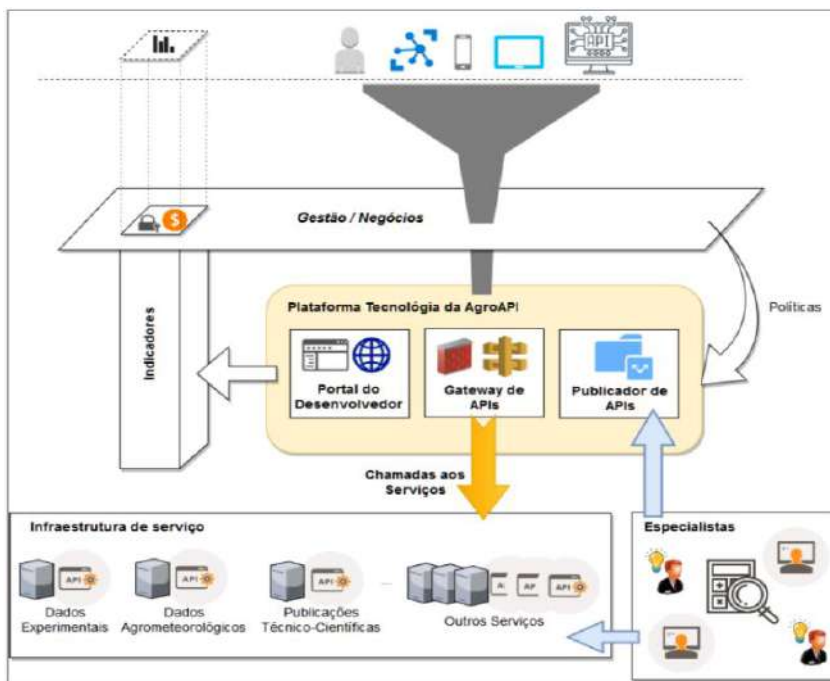 API
Gestão / Negócios
Plataforma Tecnológia da AgroAPI
Políticas
Indicadores
Portal do
Desenvolvedor
Gateway de
APIs
Publicador de
APIs
Chamadas aos
Serviços
Infraestrutura de serviço
Especialistas
API
API
API
AP
API
Dados
Experimentais
Dados
Agrometeorológicos
Publicações
Técnico-Científicas
...
Outros Serviços